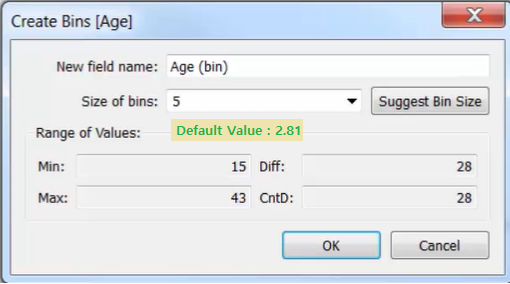 Create Bins [Age]
New field name: Age (bin)
Size of bins: 5 Suggest Bin Size
Default Value : 2.81
Range of Values:
Min: 15 Diff: 28
Max: 43 CntD: 28
OK Cancel